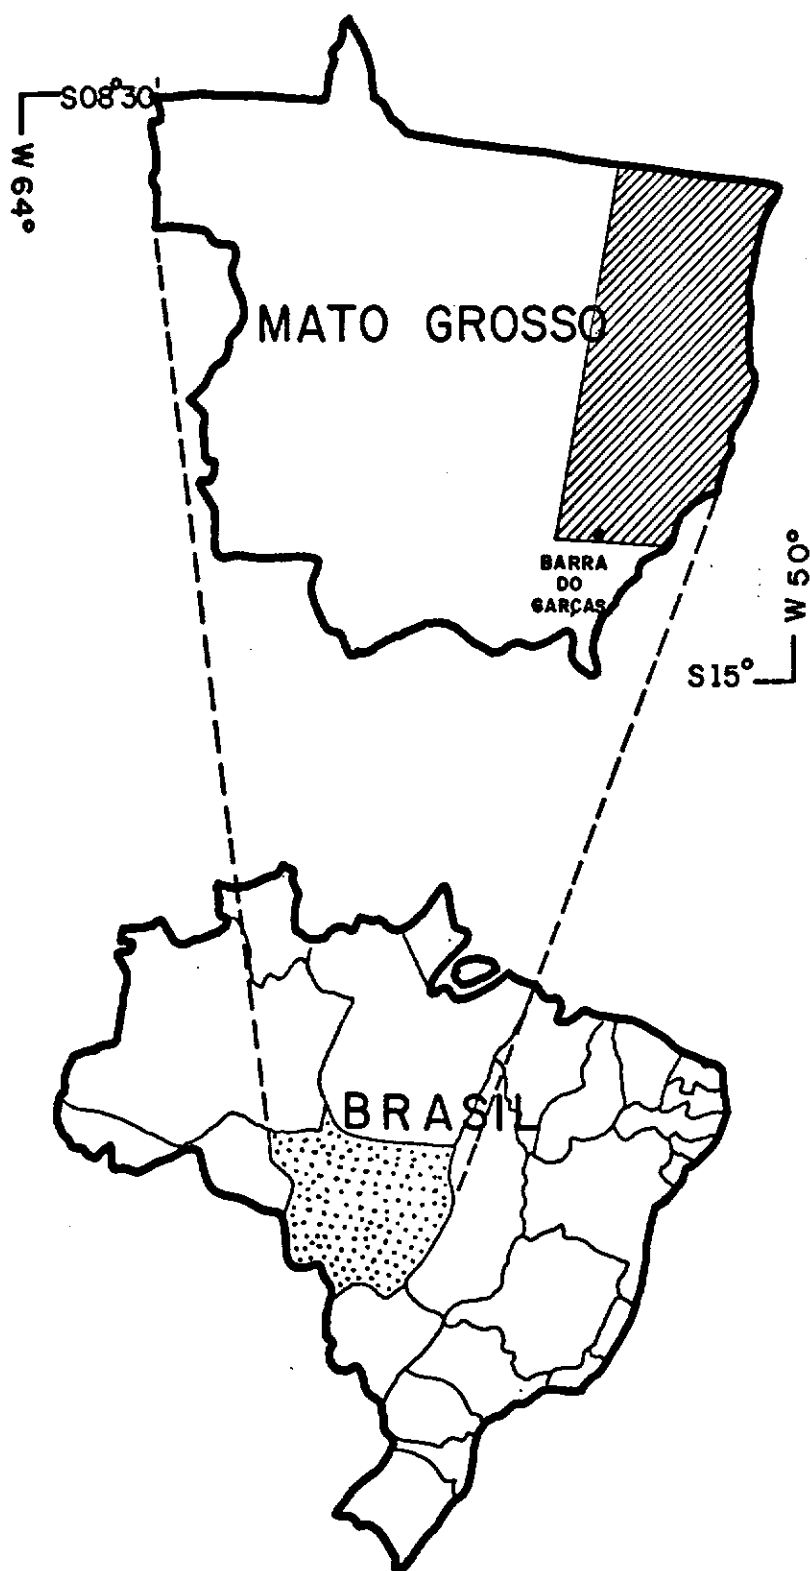 S08°30'
W 64°
MATO GROSSO
BARRA
DO
GARÇAS
W 50°
S15°
BRASIL